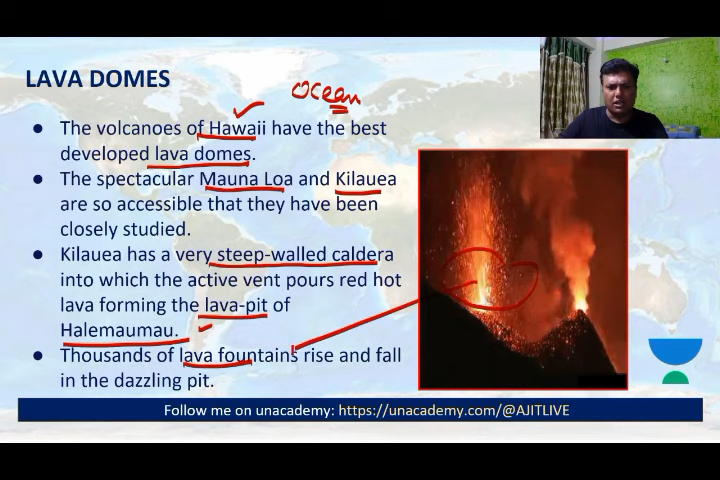 LAVA DOMES
ocean
● The volcanoes of Hawaii have the best
developed lava domes.
● The spectacular Mauna Loa and Kilauea
are so accessible that they have been
closely studied.
● Kilauea has a very steep-walled caldera
into which the active vent pours red hot
lava forming the lava-pit of
Halemaumau.
● Thousands of lava fountains rise and fall
in the dazzling pit.
Follow me on unacademy: https://unacademy.com/@AJITLIVE